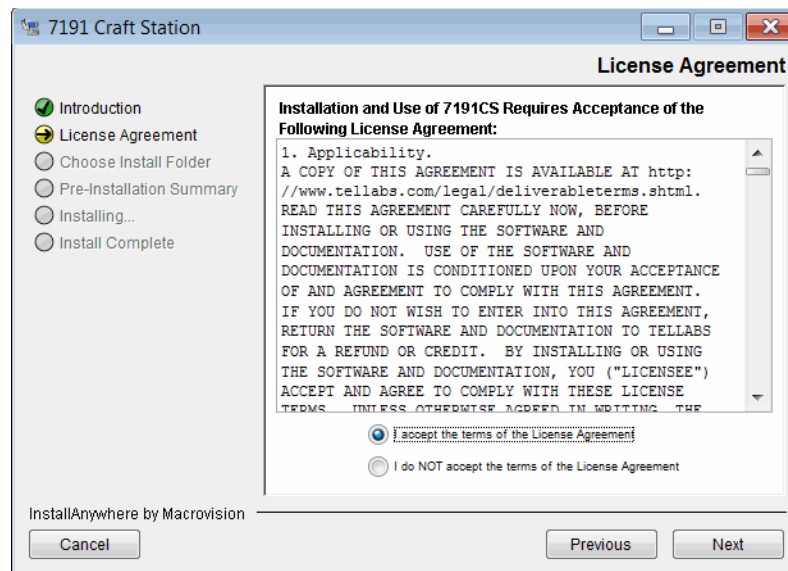 7191 Craft Station
License Agreement
Introduction
License Agreement
Choose Install Folder
Pre-Installation Summary
Installing...
Install Complete
Installation and Use of 7191CS Requires Acceptance of the
Following License Agreement:
1. Applicability.
A COPY OF THIS AGREEMENT IS AVAILABLE AT http:
//www.tellabs.com/legal/deliverableterms.shtml.
READ THIS AGREEMENT CAREFULLY NOW, BEFORE
INSTALLING OR USING THE SOFTWARE AND
DOCUMENTATION.  USE OF THE SOFTWARE AND
DOCUMENTATION IS CONDITIONED UPON YOUR ACCEPTANCE
OF AND AGREEMENT TO COMPLY WITH THIS AGREEMENT.
IF YOU DO NOT WISH TO ENTER INTO THIS AGREEMENT,
RETURN THE SOFTWARE AND DOCUMENTATION TO TELLABS
FOR A REFUND OR CREDIT.  BY INSTALLING OR USING
THE SOFTWARE AND DOCUMENTATION, YOU ("LICENSEE")
ACCEPT AND AGREE TO COMPLY WITH THESE LICENSE
TERMS.  UNLESS OTHERWISE AGREED IN WRITING, THE
I accept the terms of the License Agreement
I do NOT accept the terms of the License Agreement
InstallAnywhere by Macrovision
Cancel
Previous
Next